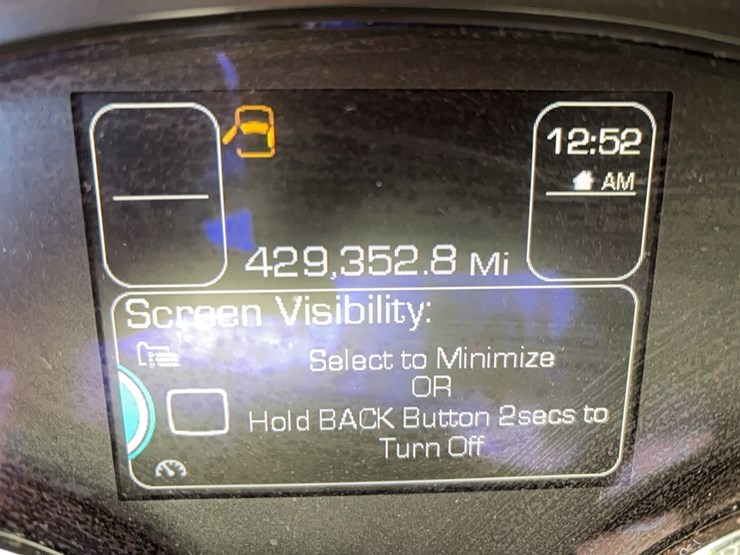 12:52
AM
429,352.8 Mi
Screen Visibility:
Select to Minimize
OR
Hold BACK Button 2secs to
Turn Off